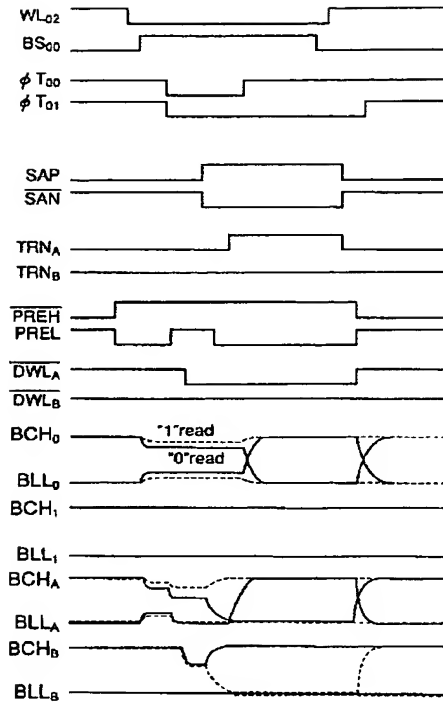 WL02
BS00
φT00
φT01
SAP
SAN
TRNA
TRNB
PREH
PREL
DWLA
DWLB
BCH0
"1"read
"0"read
BLL0
BCH1
BLL1
BCHA
BLLA
BCHB
BLLB